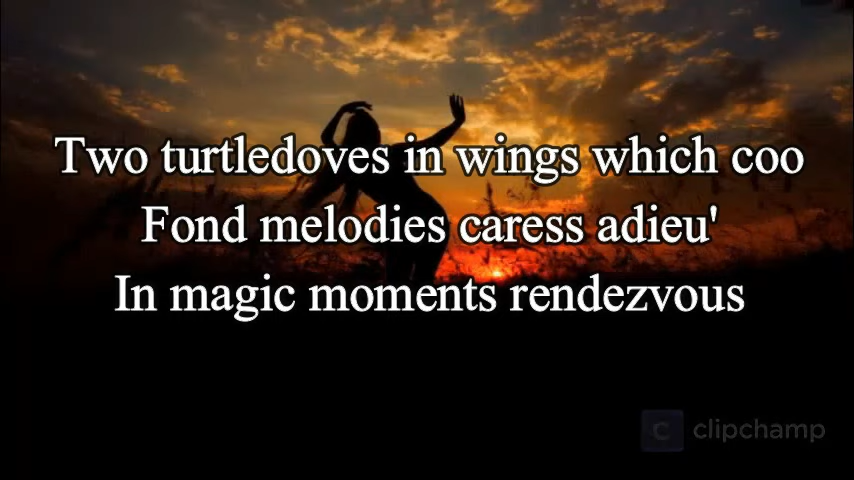 Two turtledoves in wings which coo
Fond melodies caress adieu'
In magic moments rendezvous
clipchamp